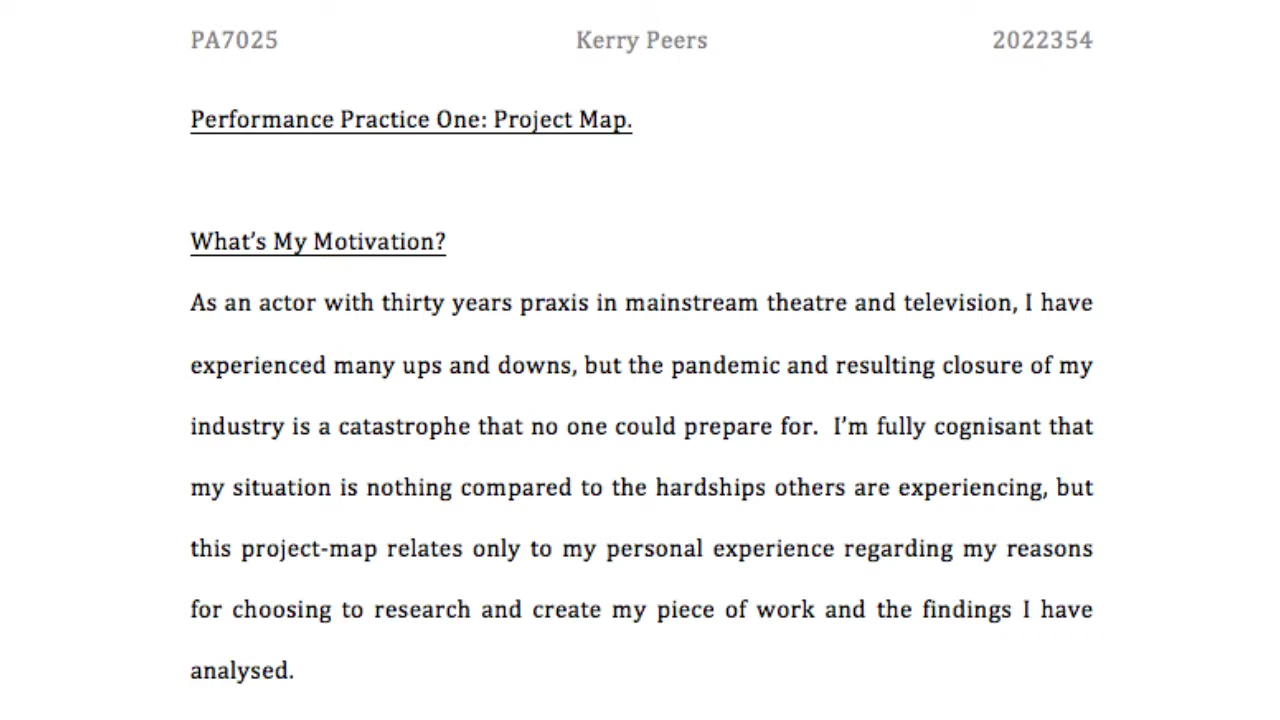 PA7025 Kerry Peers 2022354
Performance Practice One: Project Map.
What’s My Motivation?
As an actor with thirty years praxis in mainstream theatre and television, I have
experienced many ups and downs, but the pandemic and resulting closure of my
industry is a catastrophe that no one could prepare for.  I’m fully cognisant that
my situation is nothing compared to the hardships others are experiencing, but
this project-map relates only to my personal experience regarding my reasons
for choosing to research and create my piece of work and the findings I have
analysed.